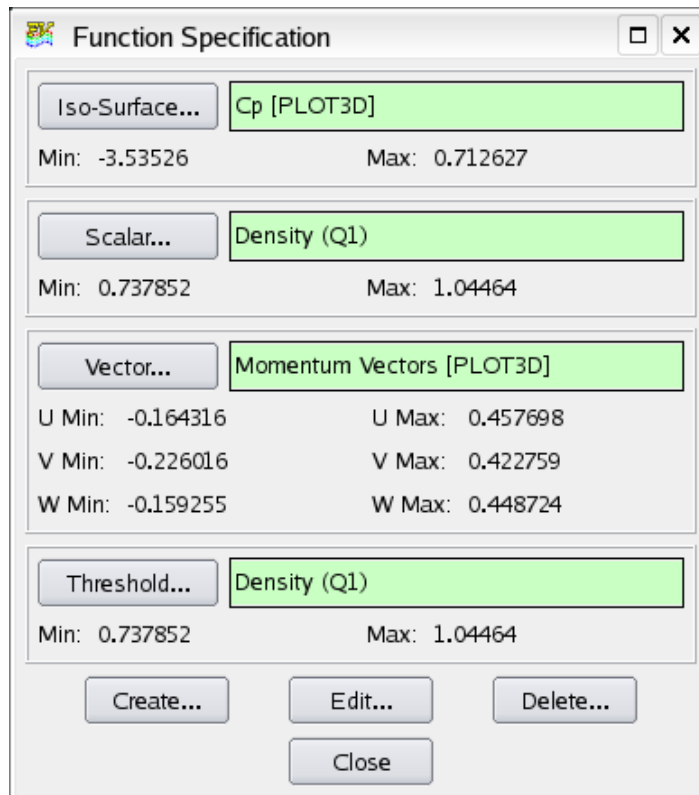 Function Specification
Iso-Surface... Cp [PLOT3D]
Min: -3.53526 Max: 0.712627
Scalar... Density (Q1)
Min: 0.737852 Max: 1.04464
Vector... Momentum Vectors [PLOT3D]
U Min: -0.164316 U Max: 0.457698
V Min: -0.226016 V Max: 0.422759
W Min: -0.159255 W Max: 0.448724
Threshold... Density (Q1)
Min: 0.737852 Max: 1.04464
Create... Edit... Delete...
Close